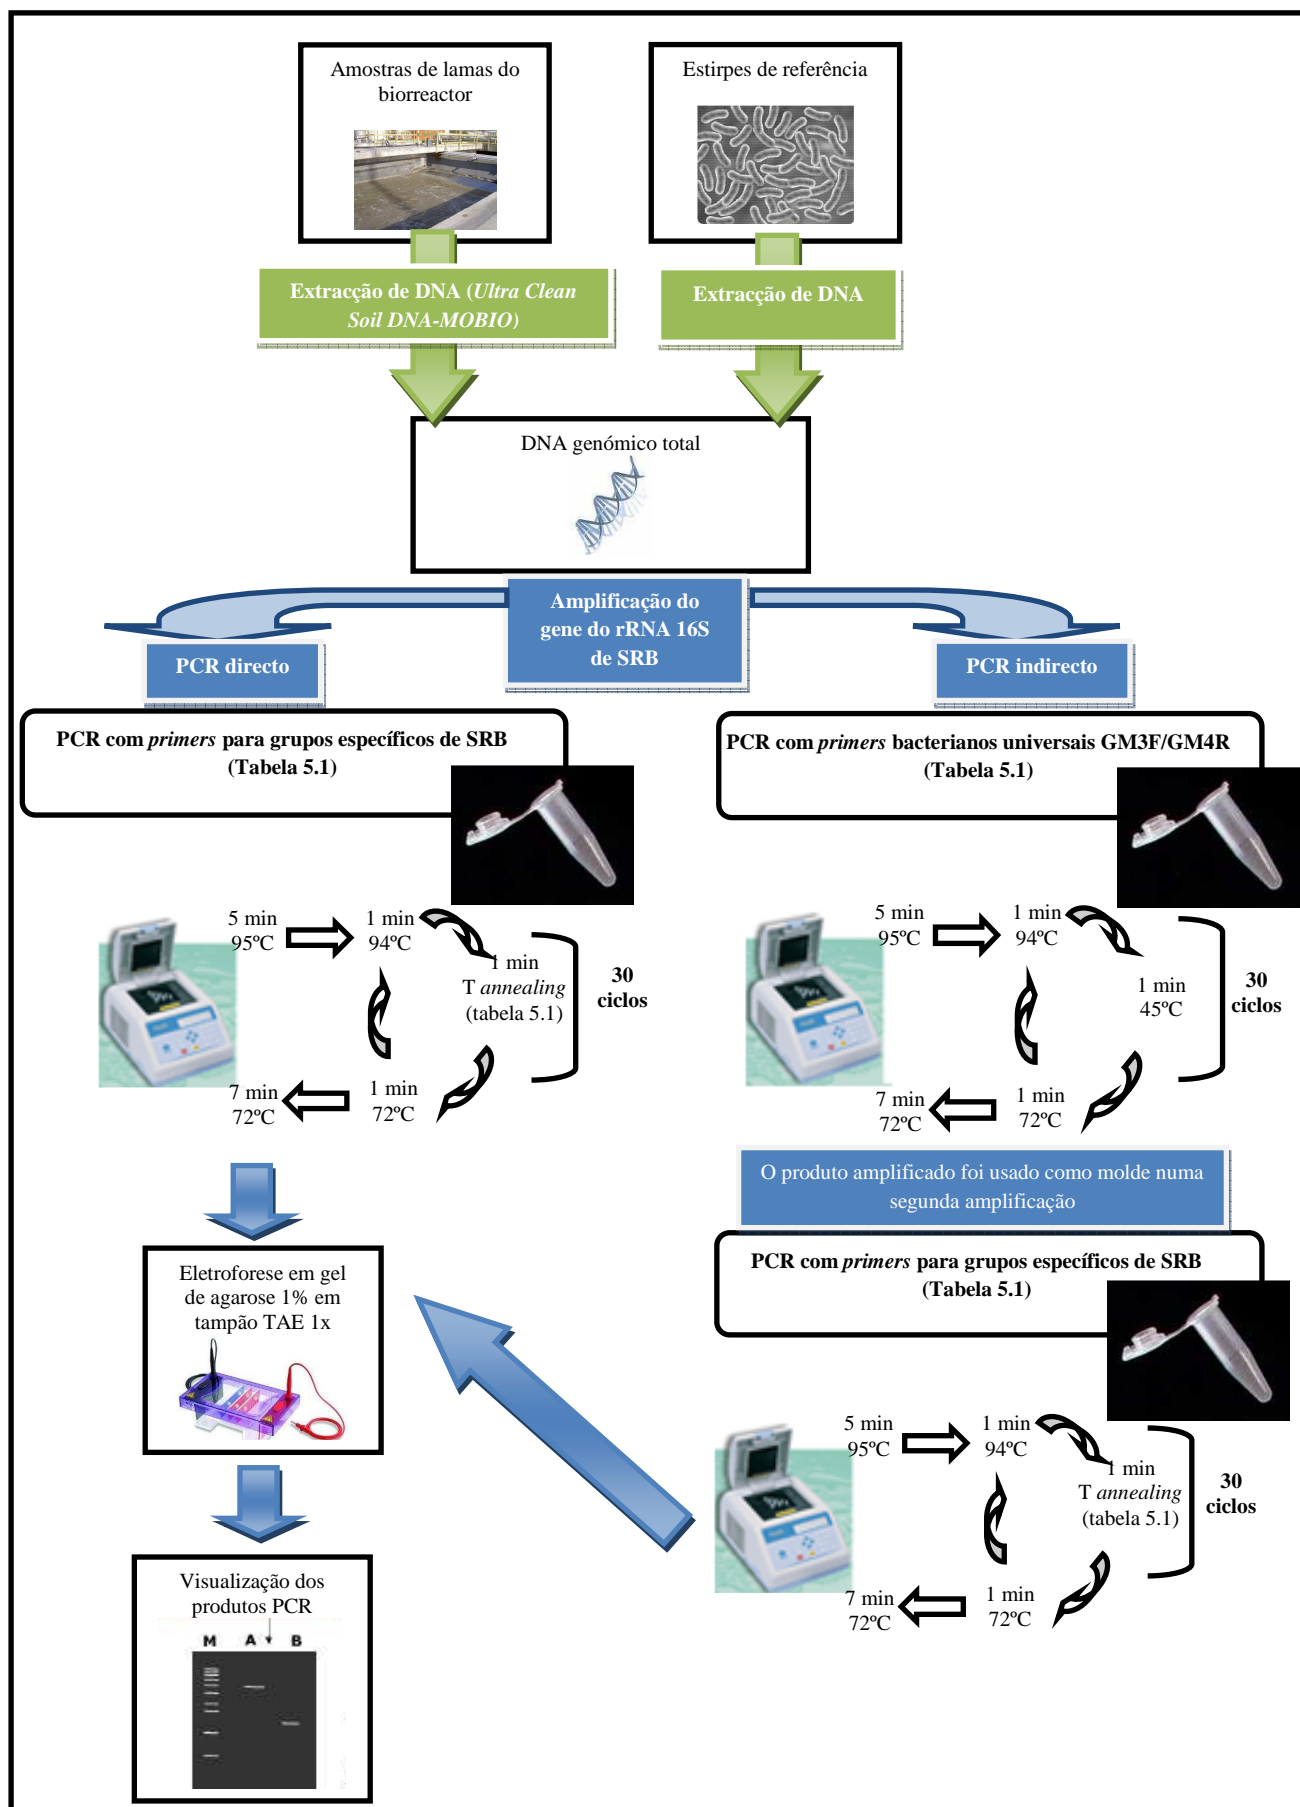 Amostras de lamas do
biorreactor
Estirpes de referência
Extracção de DNA (Ultra Clean
Soil DNA-MOBIO)
Extracção de DNA
DNA genómico total
Amplificação do
gene do rRNA 16S
de SRB
PCR directo
PCR indirecto
PCR com primers para grupos específicos de SRB
(Tabela 5.1)
5 min
95ºC
1 min
94ºC
1 min
T annealing
(tabela 5.1)
30
ciclos
1 min
72ºC
7 min
72ºC
PCR com primers bacterianos universais GM3F/GM4R
(Tabela 5.1)
5 min
95ºC
1 min
94ºC
1 min
45ºC
30
ciclos
1 min
72ºC
7 min
72ºC
O produto amplificado foi usado como molde numa
segunda amplificação
PCR com primers para grupos específicos de SRB
(Tabela 5.1)
5 min
95ºC
1 min
94ºC
1 min
T annealing
(tabela 5.1)
30
ciclos
1 min
72ºC
7 min
72ºC
Eletroforese em gel
de agarose 1% em
tampão TAE 1x
Visualização dos
produtos PCR
M A B